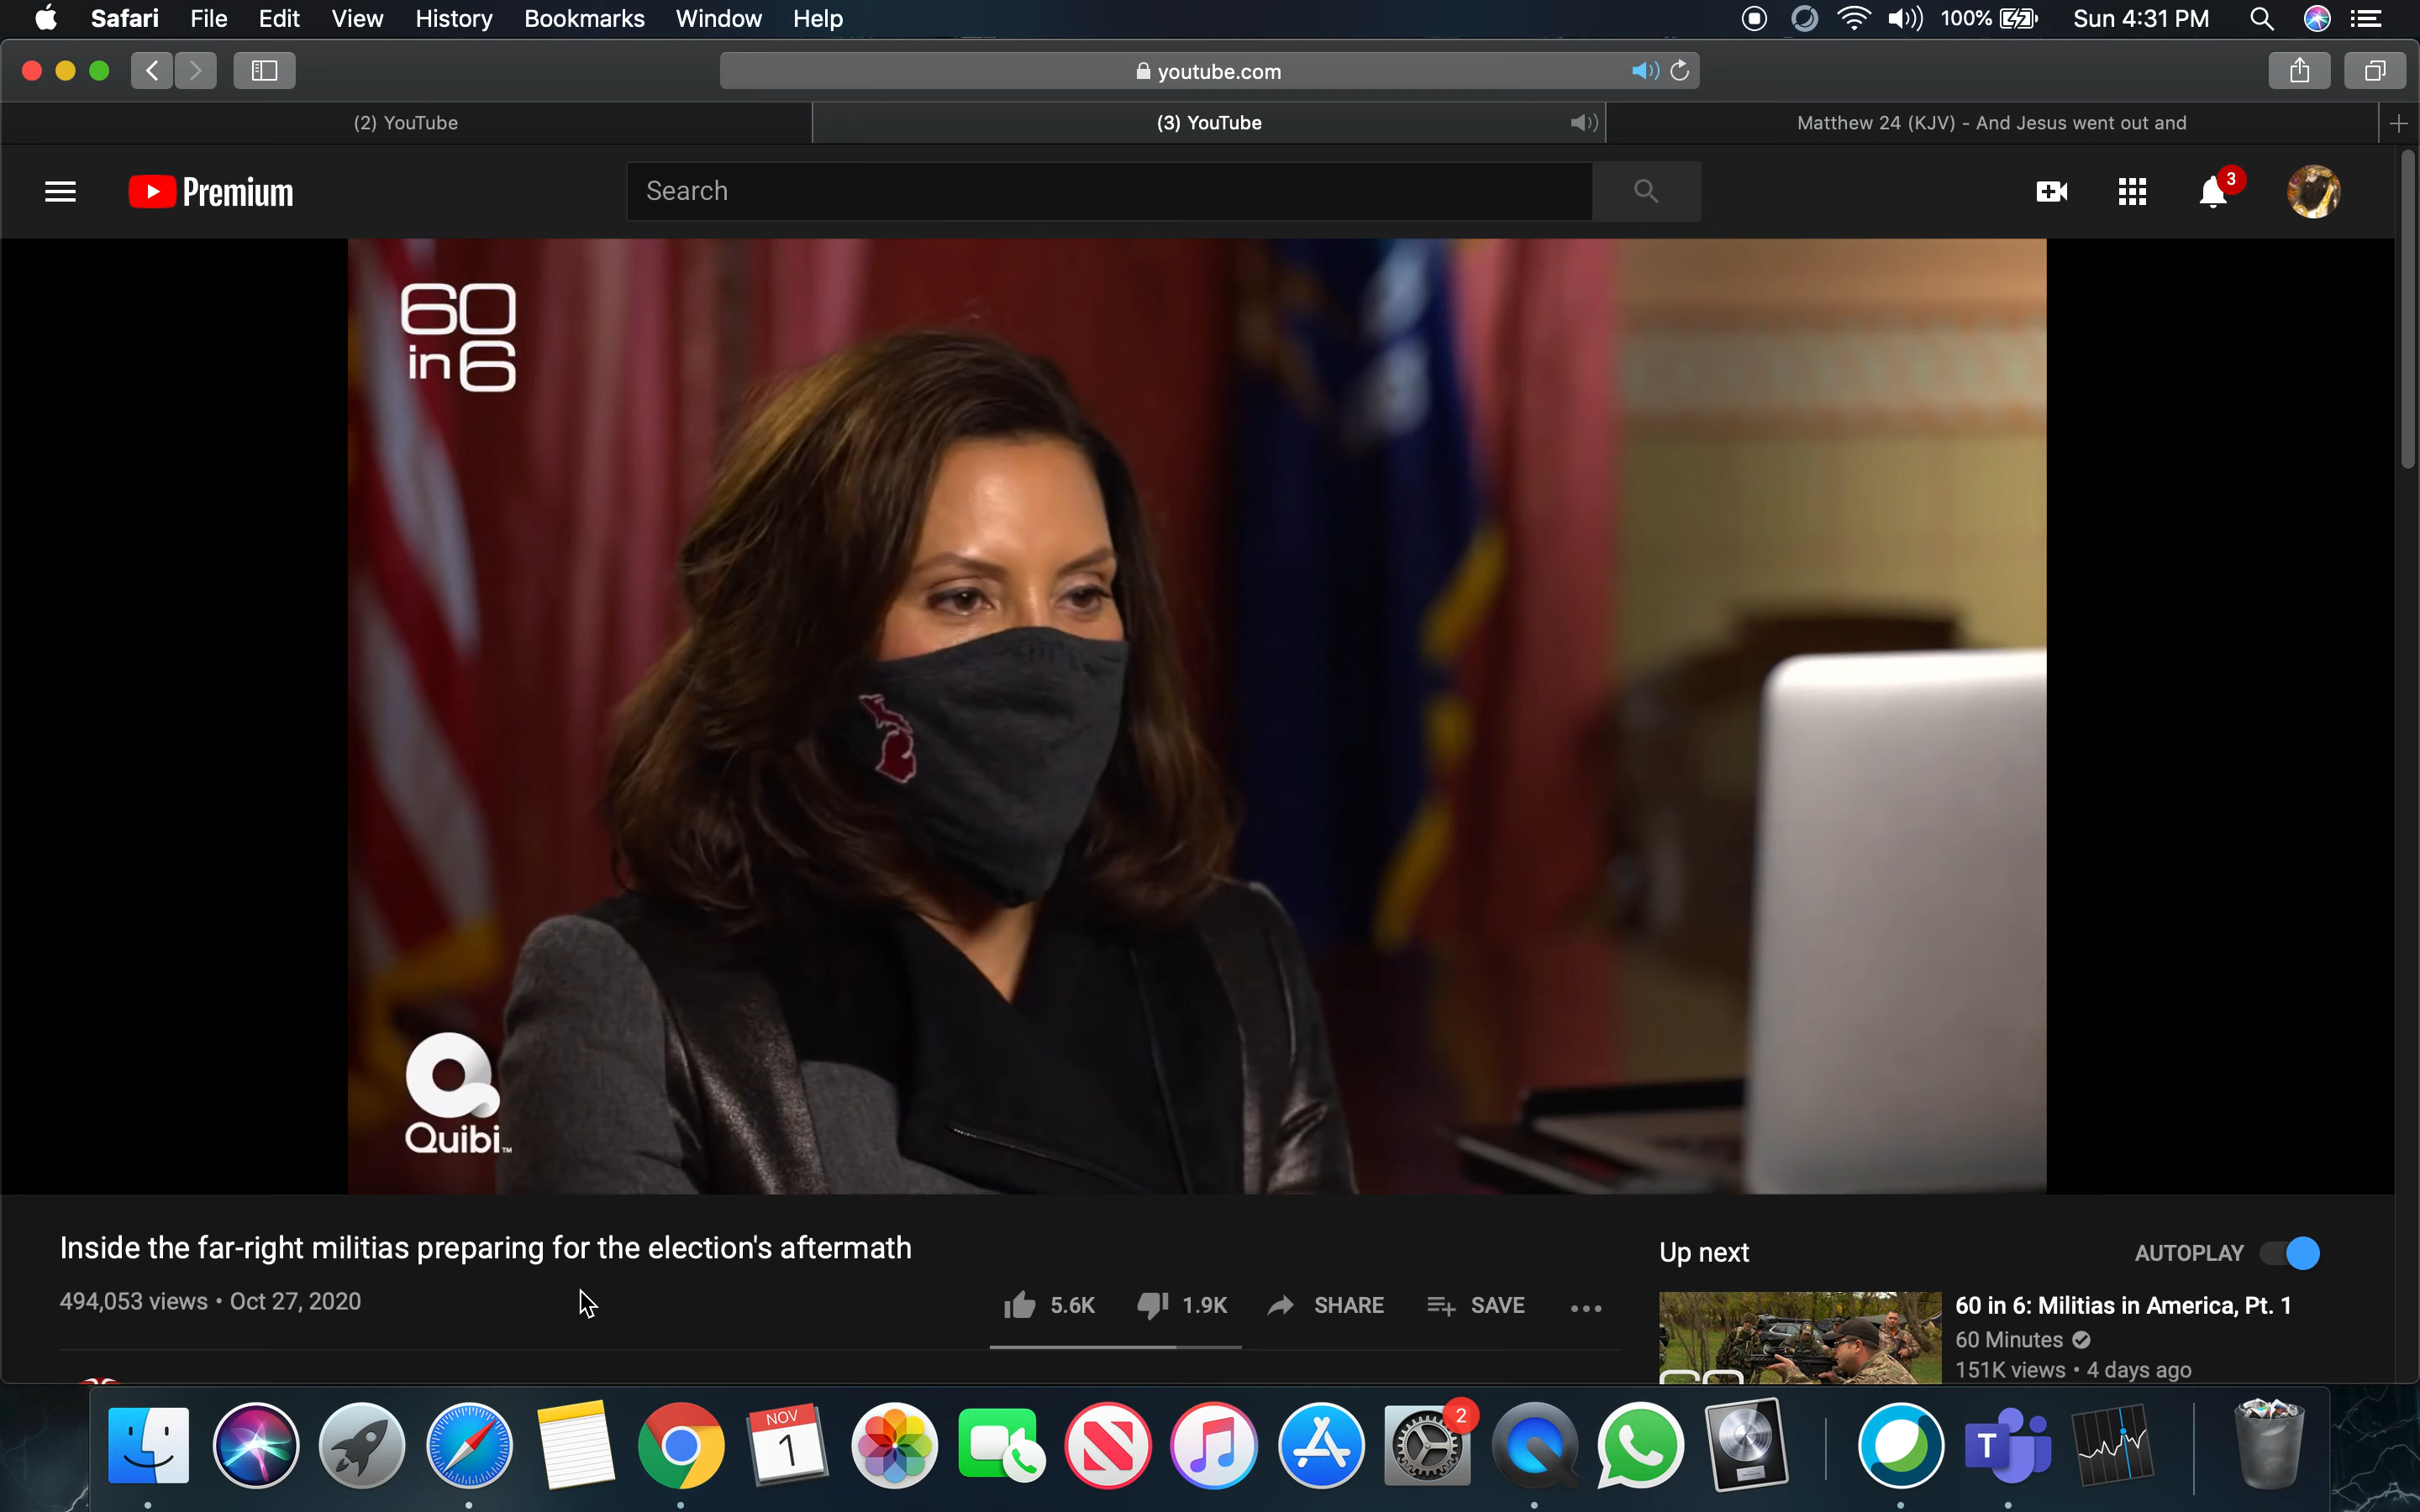 Safari File Edit View History Bookmarks Window Help 100% Sun 4:31 PM
youtube.com
(2) YouTube (3) YouTube Matthew 24 (KJV) - And Jesus went out and
Premium Search 3
60
in 6
Quibi™
Inside the far-right militias preparing for the election's aftermath
494,053 views • Oct 27, 2020
5.6K 1.9K SHARE SAVE
Up next AUTOPLAY
60 in 6: Militias in America, Pt. 1
60 Minutes
151K views • 4 days ago
NOV
1
2
T